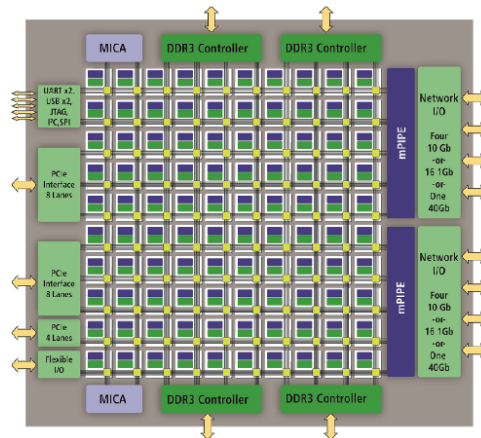 MICA
DDR3 Controller
DDR3 Controller
UART x2,
USB x2,
JTAG,
I²C,SPI
PCIe
Interface
8 Lanes
PCIe
Interface
8 Lanes
PCIe
4 Lanes
Flexible
I/O
mPIPE
Network
I/O
Four
10 Gb
-or-
16 1Gb
-or-
One
40Gb
mPIPE
Network
I/O
Four
10 Gb
-or-
16 1Gb
-or-
One
40Gb
MICA
DDR3 Controller
DDR3 Controller